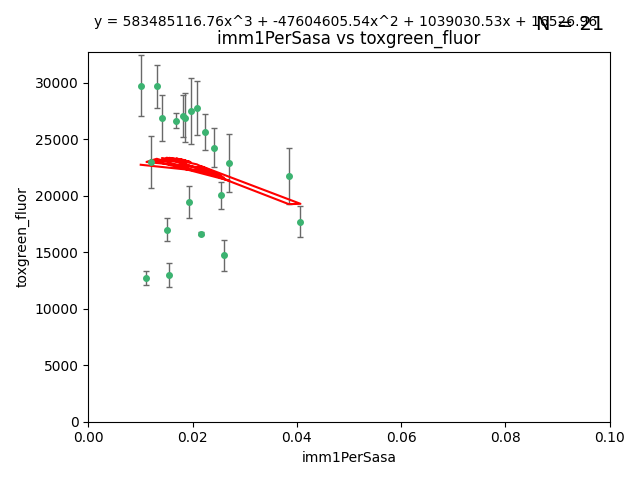 y = 583485116.76x^3 + -47604605.54x^2 + 1039030.53x + 16526.96
N = 21
imm1PerSasa vs toxgreen_fluor
30000
25000
20000
15000
10000
5000
0
toxgreen_fluor
0.00 0.02 0.04 0.06 0.08 0.10
imm1PerSasa